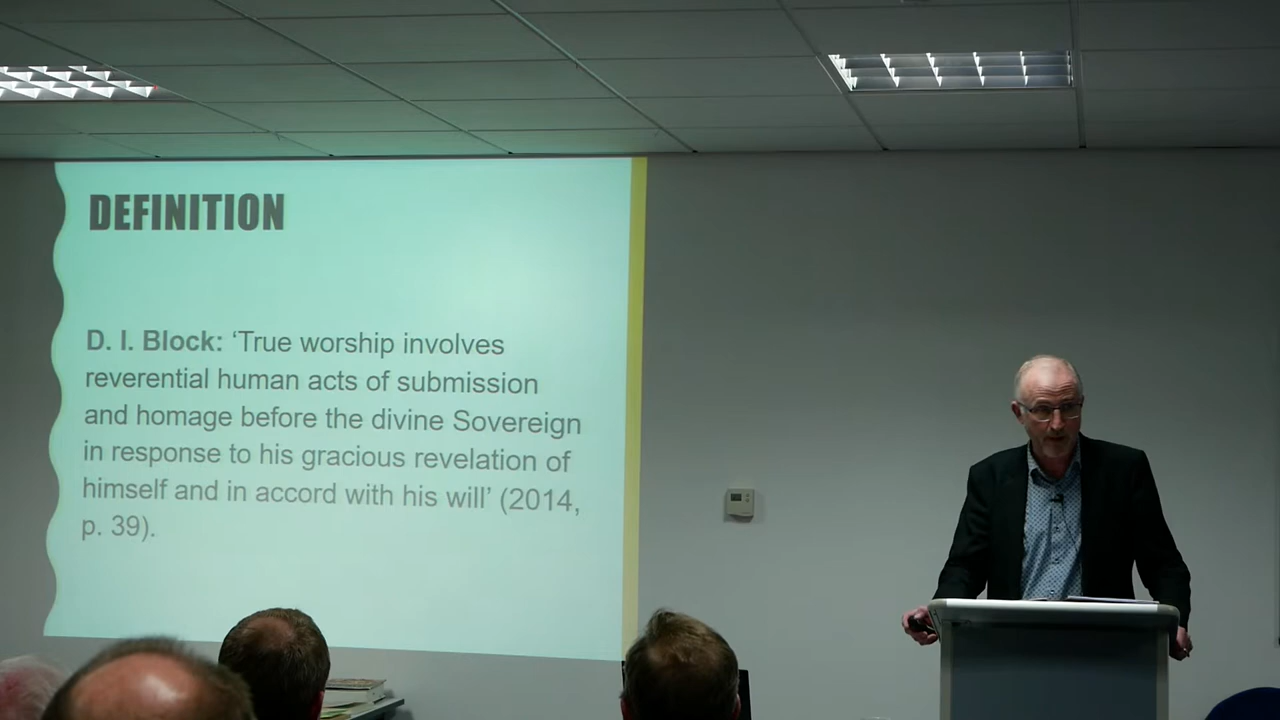 DEFINITION
D. I. Block: ‘True worship involves
reverential human acts of submission
and homage before the divine Sovereign
in response to his gracious revelation of
himself and in accord with his will’ (2014,
p. 39).